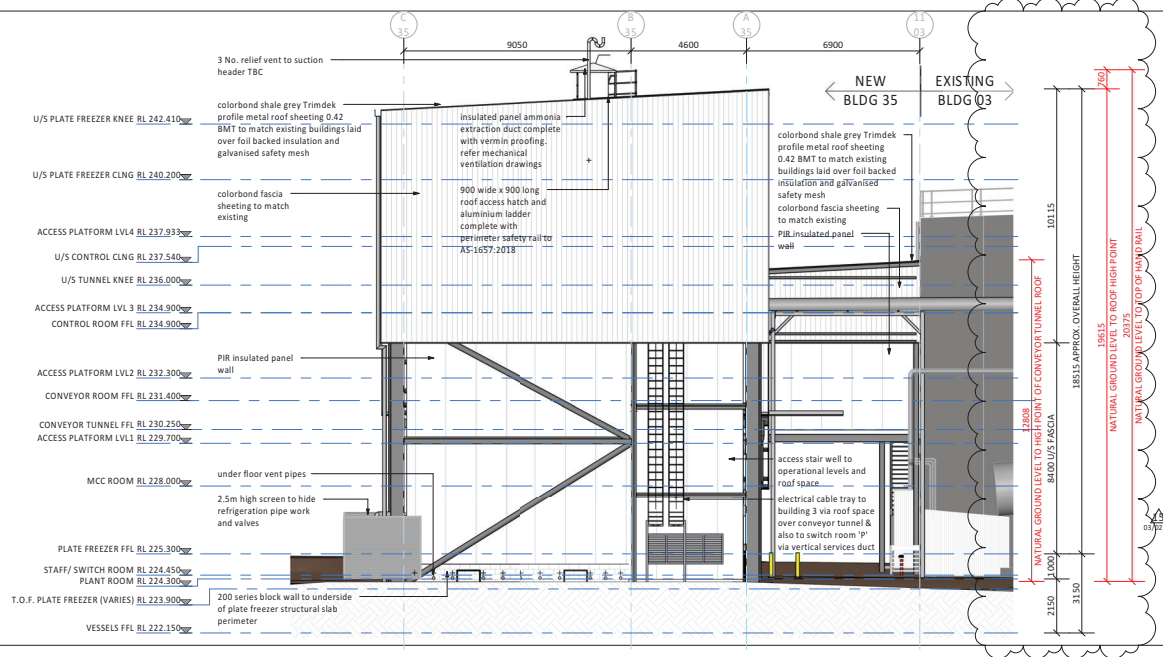 C
35
B
35
A
35
11
03
9050
4600
6900
3 No. relief vent to suction
header TBC
NEW
BLDG 35
EXISTING
BLDG 03
colorbond shale grey Trimdek
profile metal roof sheeting 0.42
BMT to match existing buildings laid
over foil backed insulation and
galvanised safety mesh
insulated panel ammonia
extraction duct complete
with vermin proofing.
refer mechanical
ventilation drawings
colorbond shale grey Trimdek
profile metal roof sheeting
0.42 BMT to match existing
buildings laid over foil backed
insulation and galvanised
safety mesh
colorbond fascia
sheeting to match
existing
900 wide x 900 long
roof access hatch and
aluminium ladder
complete with
perimeter safety rail to
AS-1657:2018
colorbond fascia sheeting
to match existing
PIR insulated panel
wall
U/S PLATE FREEZER KNEE RL 242.410
U/S PLATE FREEZER CLNG RL 240.200
ACCESS PLATFORM LVL4 RL 237.933
U/S CONTROL CLNG RL 237.540
U/S TUNNEL KNEE RL 236.000
ACCESS PLATFORM LVL 3 RL 234.900
CONTROL ROOM FFL RL 234.900
ACCESS PLATFORM LVL2 RL 232.300
CONVEYOR ROOM FFL RL 231.400
CONVEYOR TUNNEL FFL RL 230.250
ACCESS PLATFORM LVL1 RL 229.700
MCC ROOM RL 228.000
PLATE FREEZER FFL RL 225.300
STAFF/ SWITCH ROOM RL 224.450
PLANT ROOM RL 224.300
T.O.F. PLATE FREEZER (VARIES) RL 223.900
VESSELS FFL RL 222.150
PIR insulated panel
wall
under floor vent pipes
2.5m high screen to hide
refrigeration pipe work
and valves
200 series block wall to underside
of plate freezer structural slab
perimeter
access stair well to
operational levels and
roof space
electrical cable tray to
building 3 via roof space
over conveyor tunnel &
also to switch room 'P'
via vertical services duct
12808
NATURAL GROUND LEVEL TO HIGH POINT OF CONVEYOR TUNNEL ROOF
10115
8400 U/S FASCIA
1000
2150
18515 APPROX. OVERALL HEIGHT
3150
760
19615
NATURAL GROUND LEVEL TO ROOF HIGH POINT
20375
NATURAL GROUND LEVEL TO TOP OF HAND RAIL
03/02